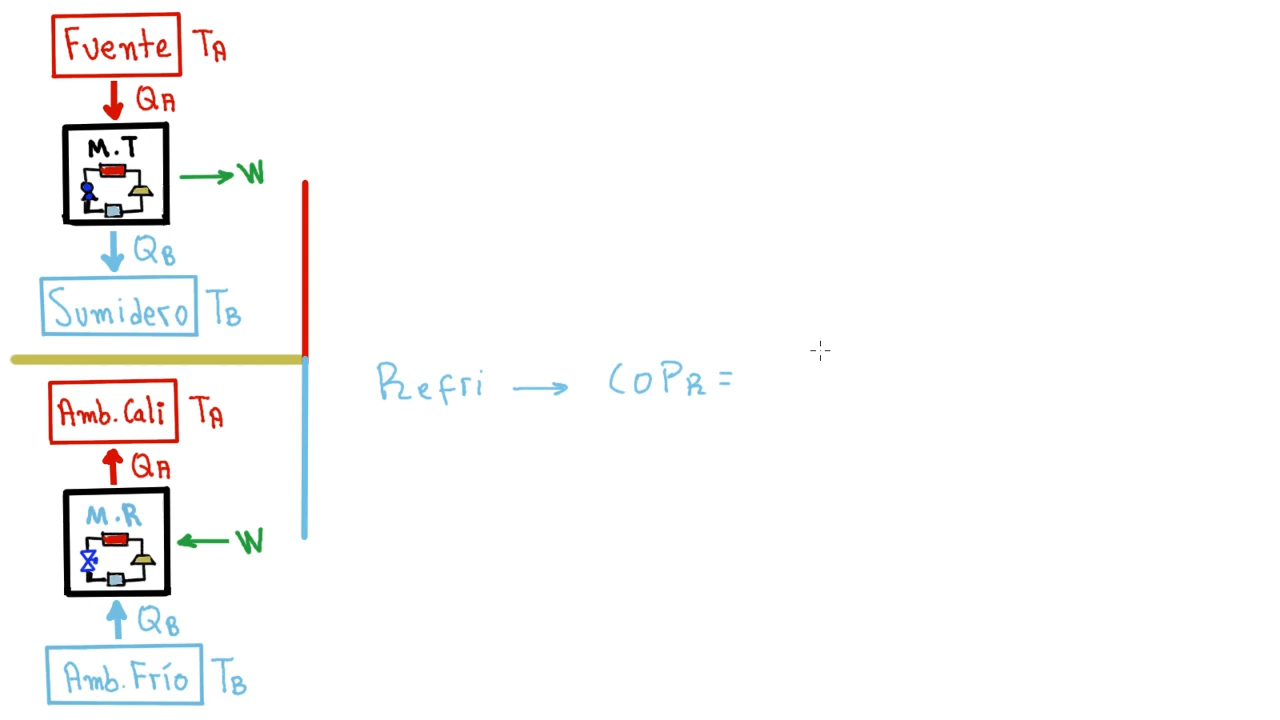 Fuente TA
QA
M.T
W
QB
Sumidero TB
Refri → COPR =
Amb.Cali TA
QA
M.R
W
QB
Amb.Frío TB